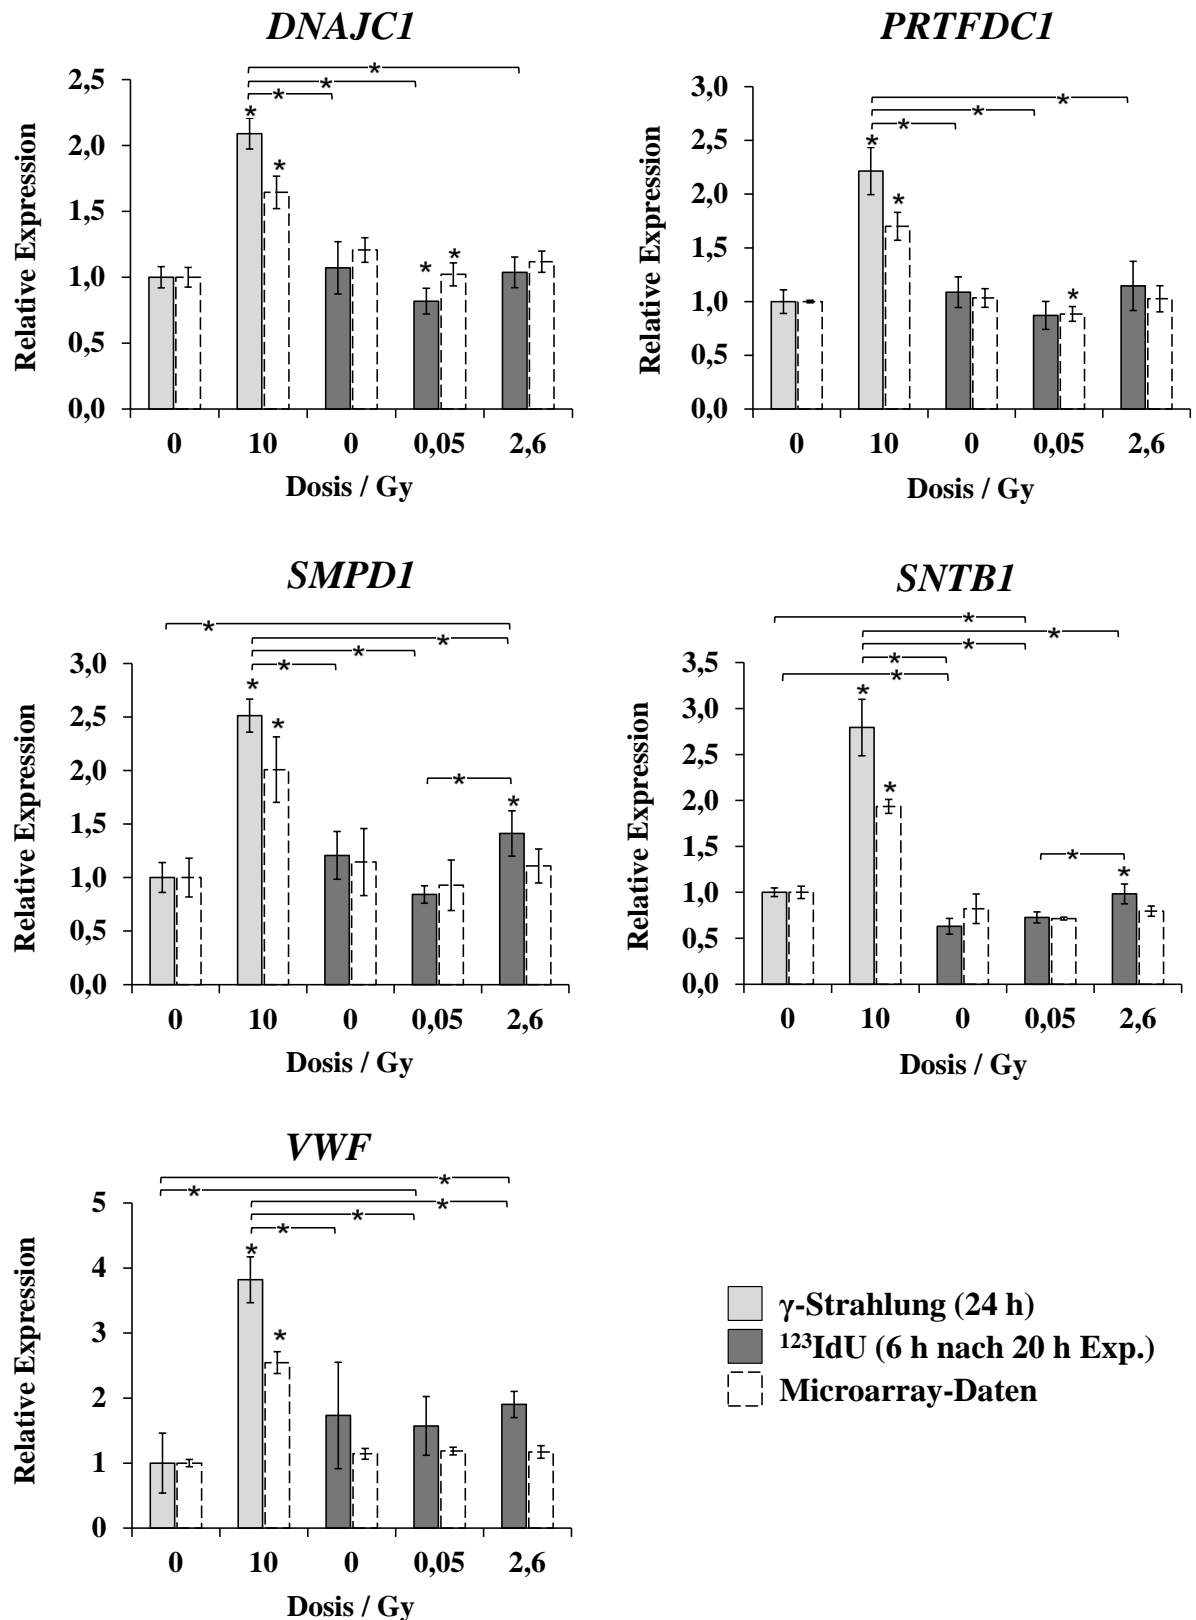 DNAJC1
* * *
Relative Expression
2,5
2,0
1,5
1,0
0,5
0,0
* * * *
0 10 0 0,05 2,6
Dosis / Gy
PRTFDC1
* * *
Relative Expression
3,0
2,5
2,0
1,5
1,0
0,5
0,0
* * *
0 10 0 0,05 2,6
Dosis / Gy
SMPD1
* * * * *
Relative Expression
3,0
2,5
2,0
1,5
1,0
0,5
0,0
* * *
0 10 0 0,05 2,6
Dosis / Gy
SNTB1
* * * * * *
Relative Expression
3,5
3,0
2,5
2,0
1,5
1,0
0,5
0,0
* * *
0 10 0 0,05 2,6
Dosis / Gy
VWF
* * * * *
Relative Expression
5
4
3
2
1
0
* *
0 10 0 0,05 2,6
Dosis / Gy
γ-Strahlung (24 h)
¹²³IdU (6 h nach 20 h Exp.)
Microarray-Daten